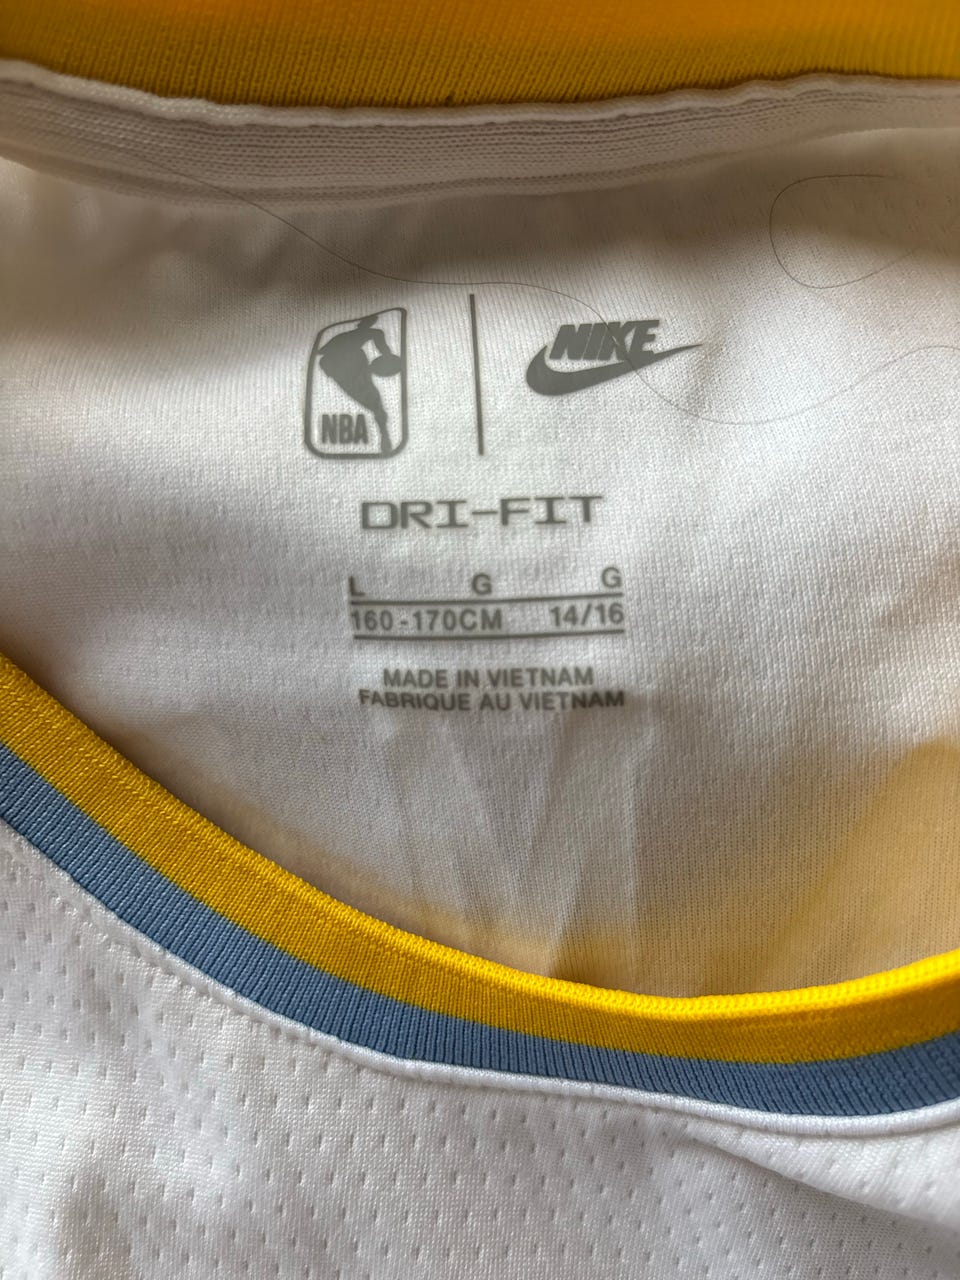 NBA NIKE
DRI-FIT
L G G
160-170CM 14/16
MADE IN VIETNAM
FABRIQUE AU VIETNAM